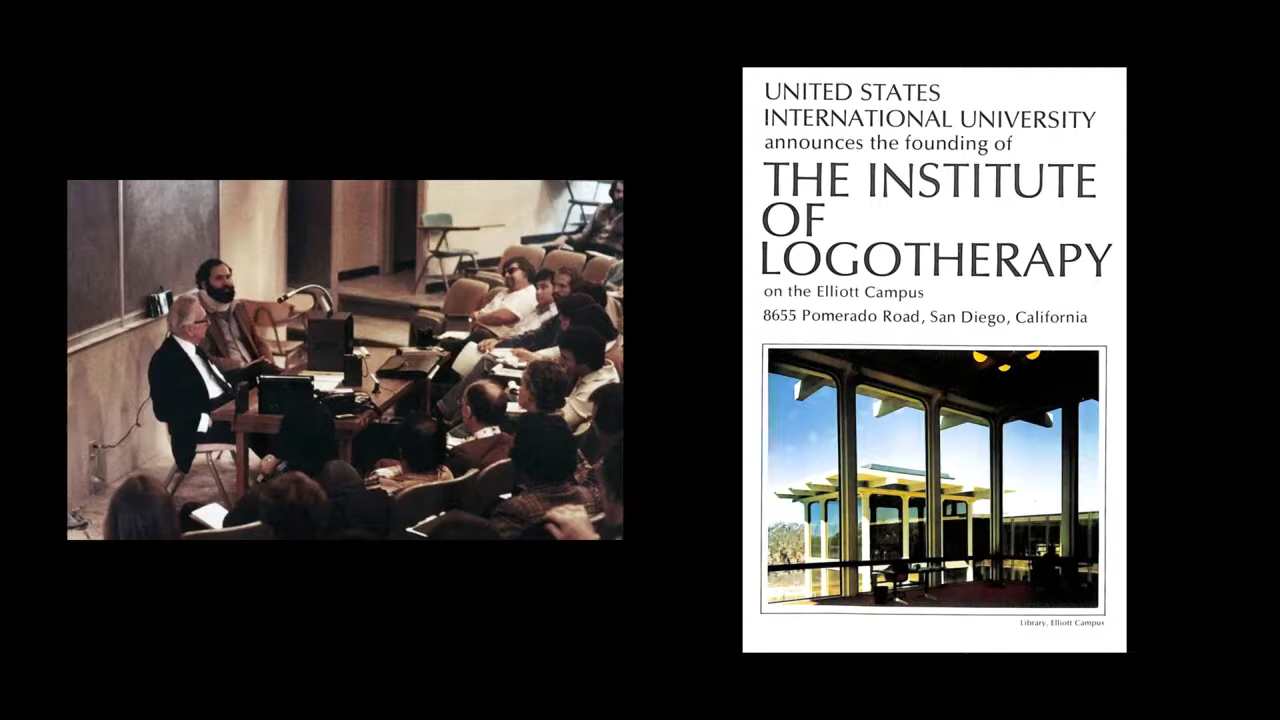 UNITED STATES
INTERNATIONAL UNIVERSITY
announces the founding of
THE INSTITUTE
OF
LOGOTHERAPY
on the Elliott Campus
8655 Pomerado Road, San Diego, California
Library, Elliott Campus